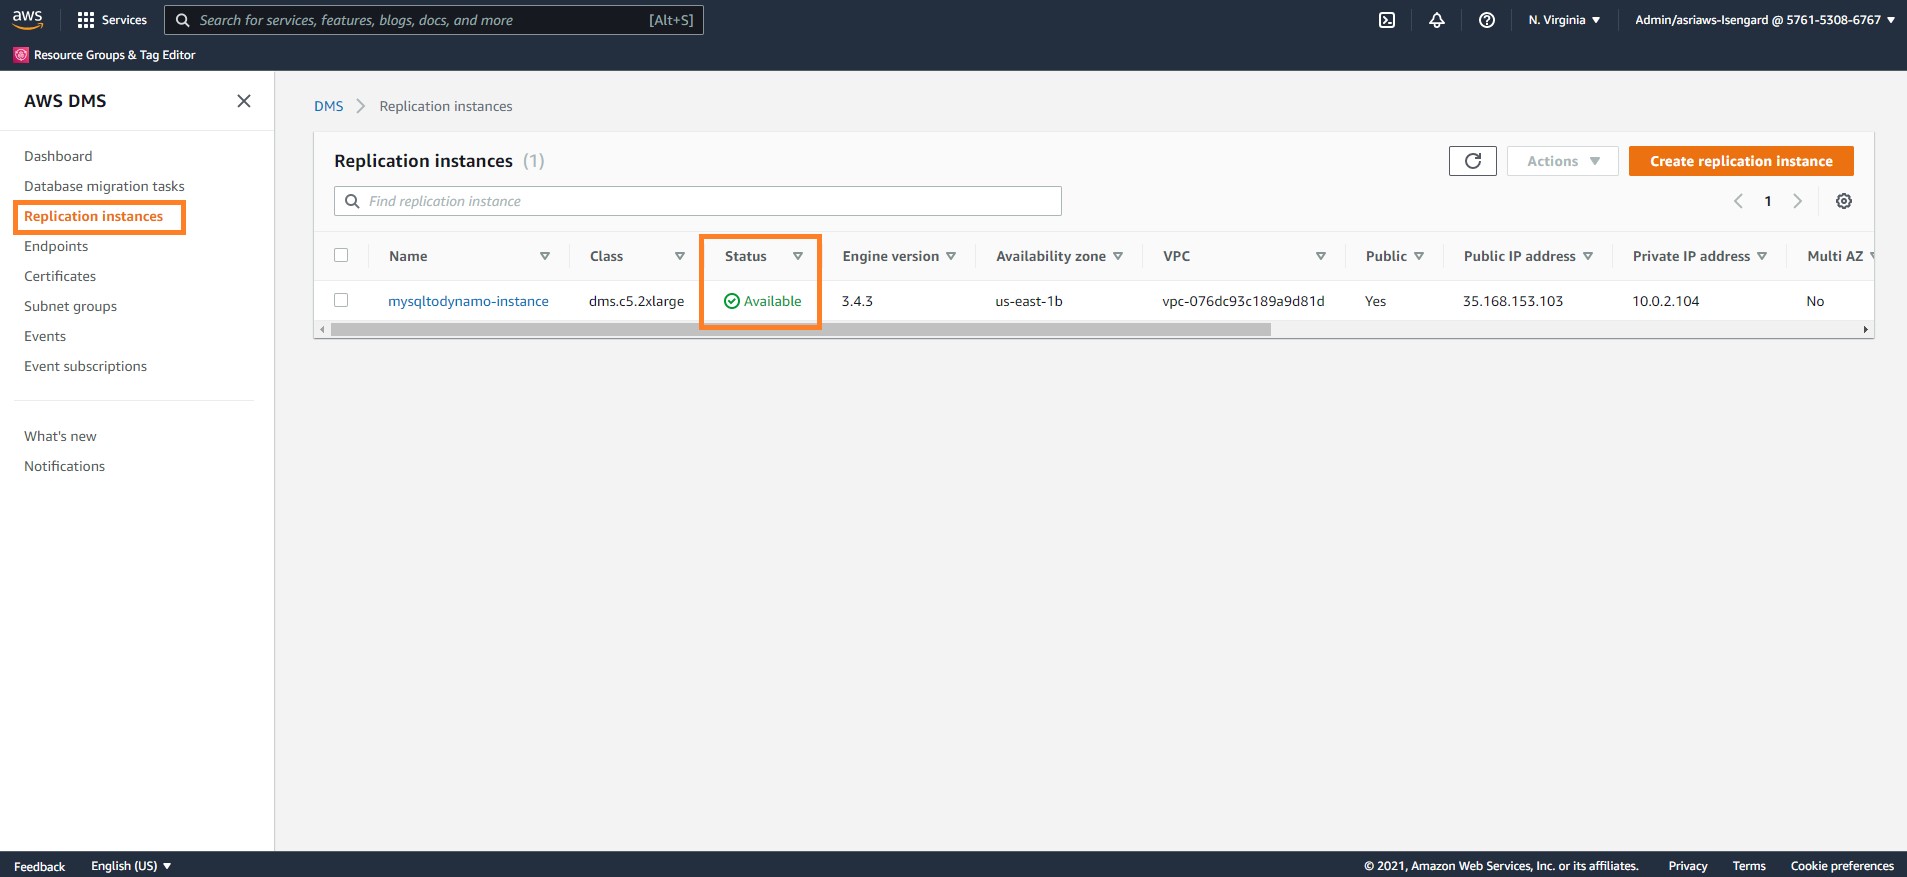 aws Services Search for services, features, blogs, docs, and more [Alt+S] N. Virginia Admin/asriaws-Isengard @ 5761-5308-6767
Resource Groups & Tag Editor
AWS DMS
Dashboard
Database migration tasks
Replication instances
Endpoints
Certificates
Subnet groups
Events
Event subscriptions
What's new
Notifications
DMS Replication instances
Replication instances (1) Actions Create replication instance
Find replication instance 1
Name Class Status Engine version Availability zone VPC Public Public IP address Private IP address Multi AZ
mysqltodynamo-instance dms.c5.2xlarge Available 3.4.3 us-east-1b vpc-076dc93c189a9d81d Yes 35.168.153.103 10.0.2.104 No
Feedback English (US) © 2021, Amazon Web Services, Inc. or its affiliates. Privacy Terms Cookie preferences